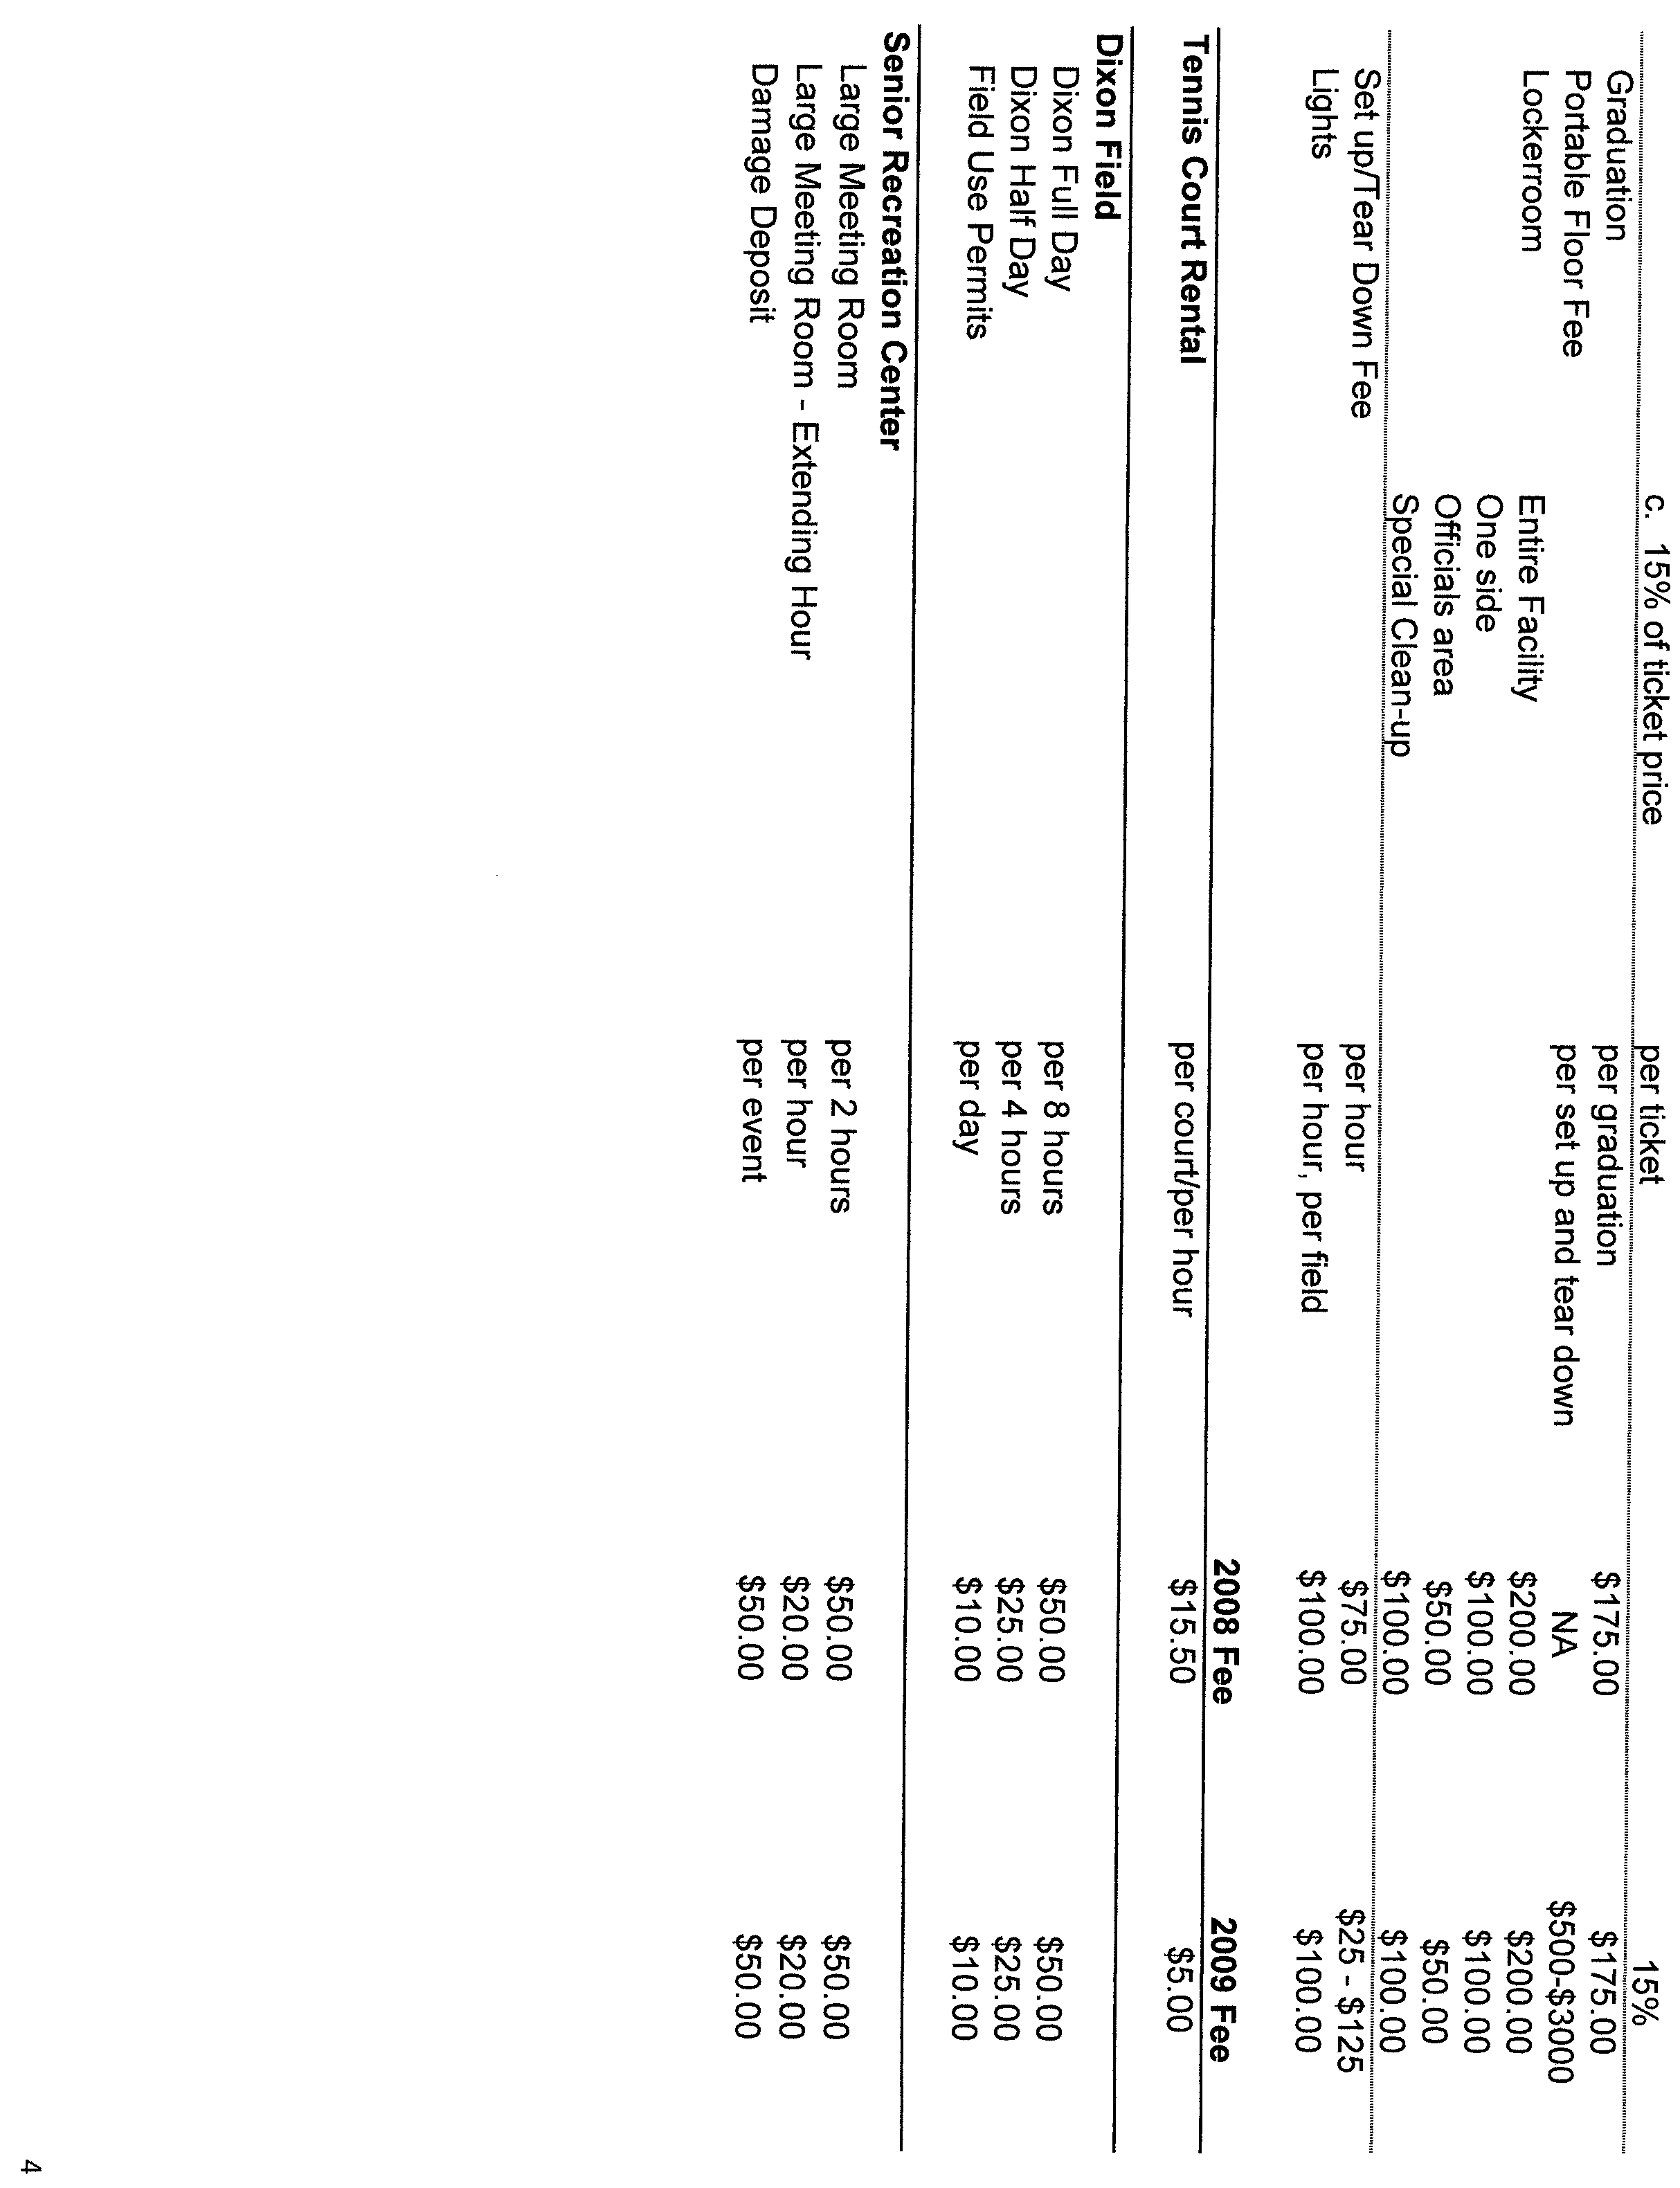 c. 15% of ticket price per ticket 15%
Graduation per graduation $175.00 $175.00
Portable Floor Fee per set up and tear down NA $500-$3000
Lockerroom Entire Facility $200.00 $200.00
One side $100.00 $100.00
Officials area $50.00 $50.00
Special Clean-up $100.00 $100.00
Set up/Tear Down Fee per hour $75.00 $25 - $125
Lights per hour, per field $100.00 $100.00
2008 Fee 2009 Fee
Tennis Court Rental per court/per hour $15.50 $5.00
Dixon Field
Dixon Full Day per 8 hours $50.00 $50.00
Dixon Half Day per 4 hours $25.00 $25.00
Field Use Permits per day $10.00 $10.00
Senior Recreation Center
Large Meeting Room per 2 hours $50.00 $50.00
Large Meeting Room - Extending Hour per hour $20.00 $20.00
Damage Deposit per event $50.00 $50.00
4